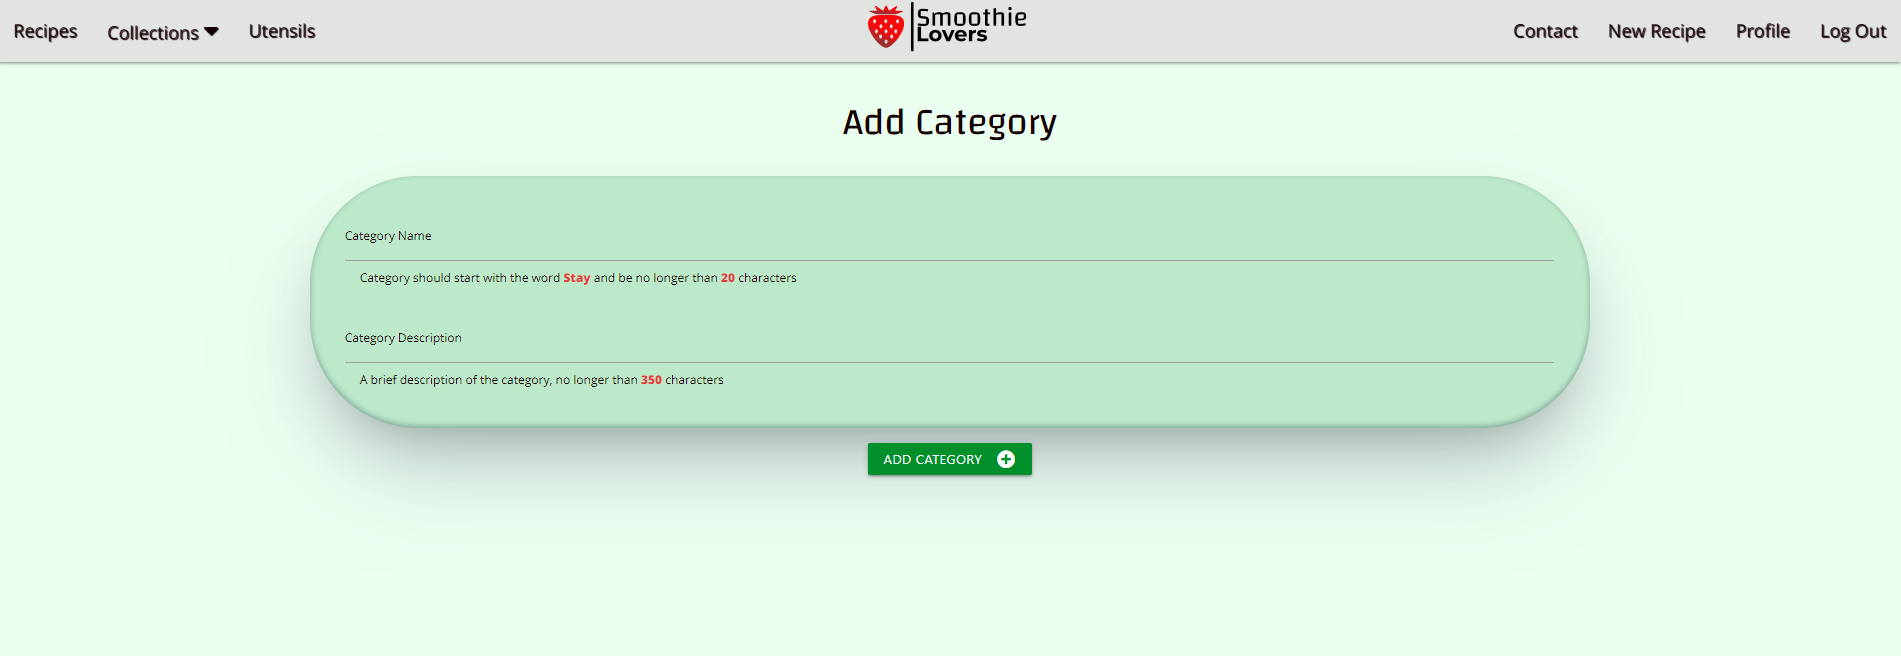 Recipes Collections Utensils
Smoothie
Lovers
Contact New Recipe Profile Log Out
Add Category
Category Name
Category should start with the word Stay and be no longer than 20 characters
Category Description
A brief description of the category, no longer than 350 characters
ADD CATEGORY